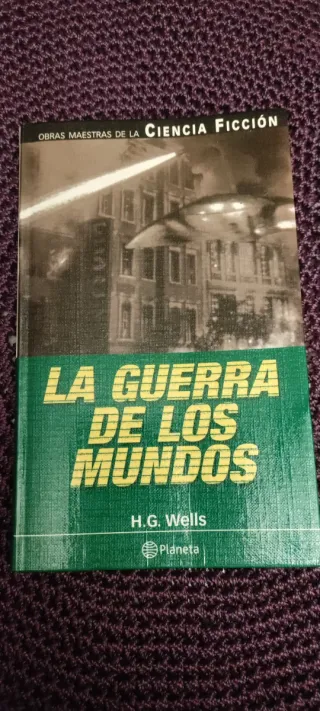 OBRAS MAESTRAS DE LA CIENCIA FICCIÓN
LA GUERRA
DE LOS
MUNDOS
H.G. Wells
Planeta